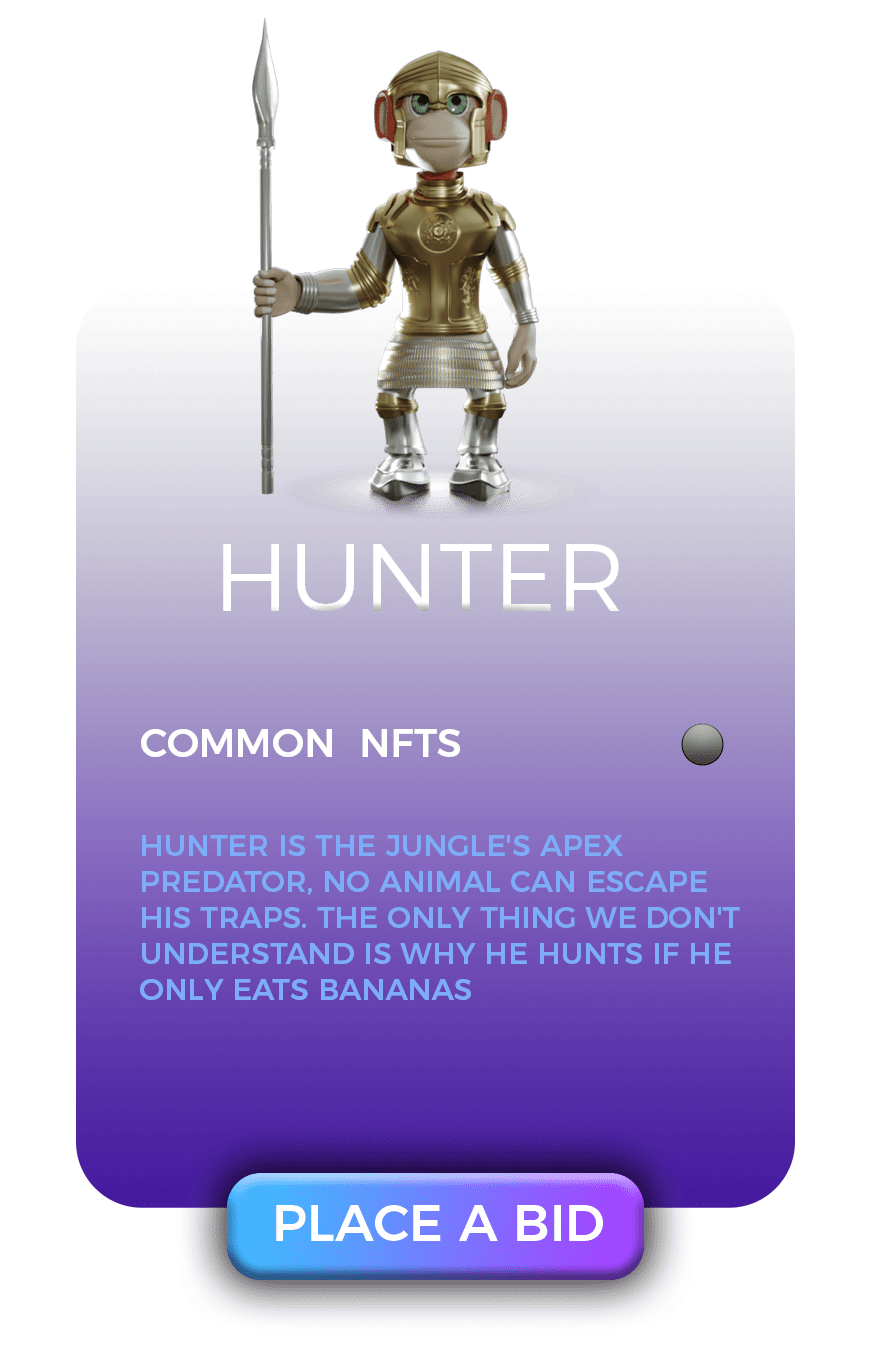 HUNTER
COMMON NFTS
HUNTER IS THE JUNGLE'S APEX
PREDATOR, NO ANIMAL CAN ESCAPE
HIS TRAPS. THE ONLY THING WE DON'T
UNDERSTAND IS WHY HE HUNTS IF HE
ONLY EATS BANANAS
PLACE A BID